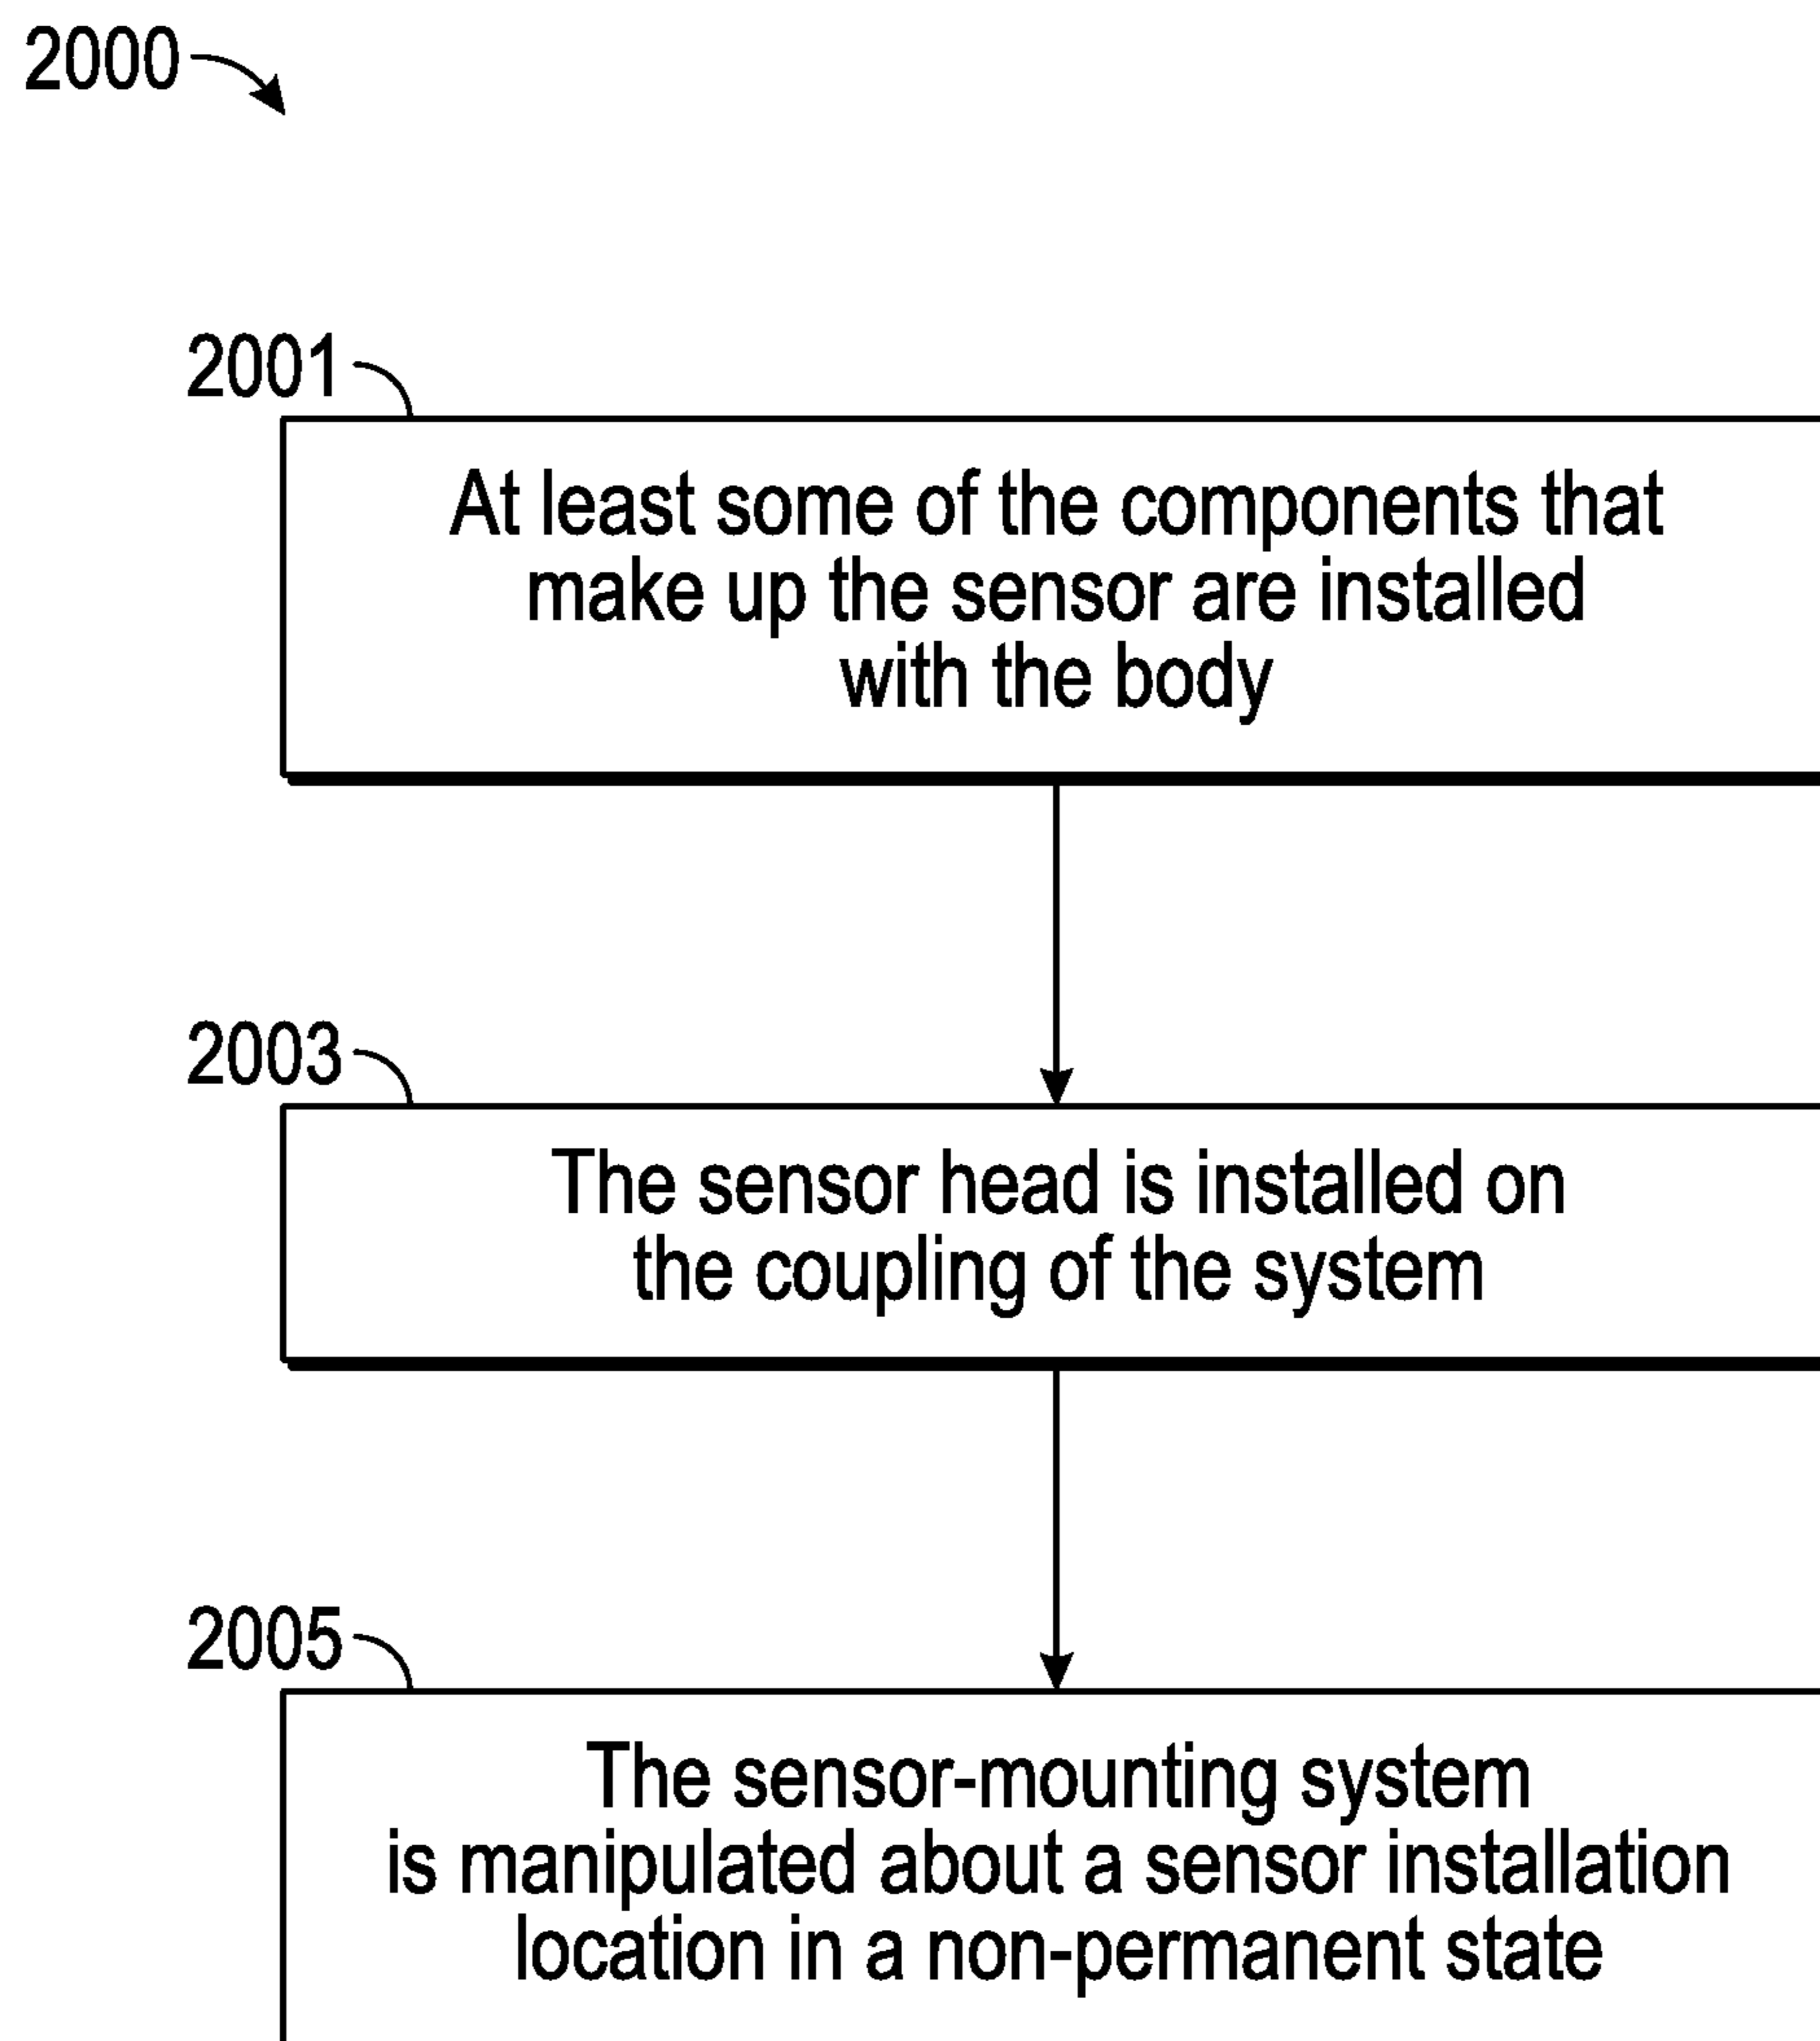 2000
2001
At least some of the components that
make up the sensor are installed
with the body
2003
The sensor head is installed on
the coupling of the system
2005
The sensor-mounting system
is manipulated about a sensor installation
location in a non-permanent state